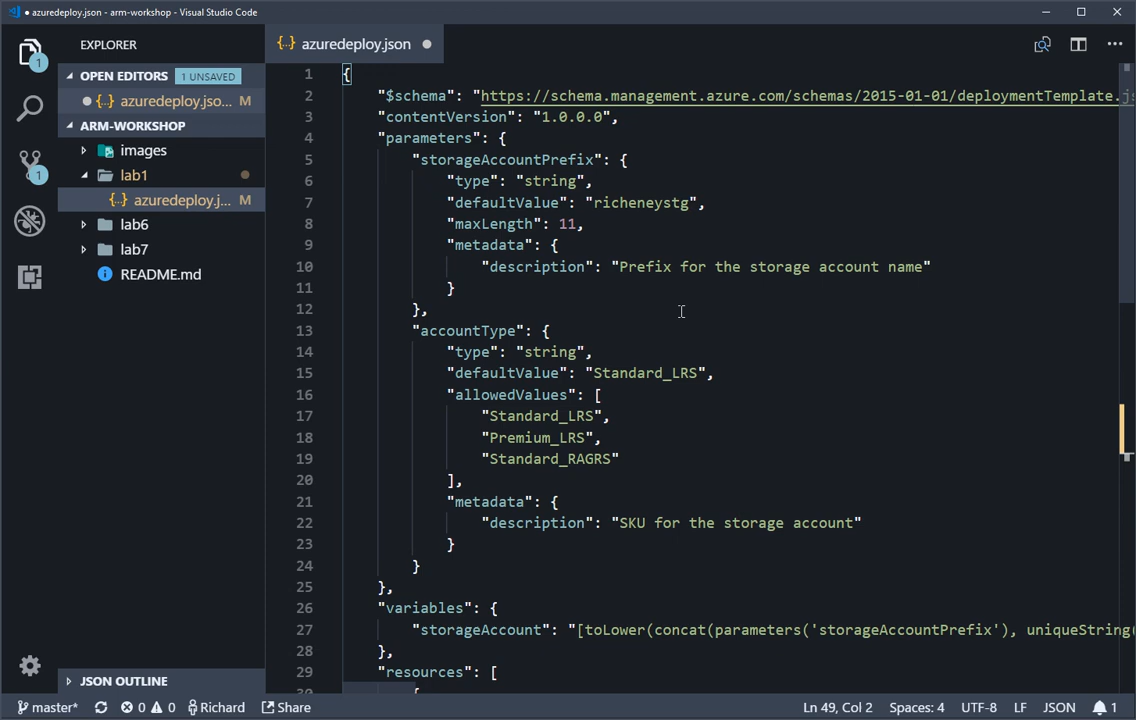 ● azuredeploy.json - arm-workshop - Visual Studio Code
EXPLORER
OPEN EDITORS 1 UNSAVED
● {} azuredeploy.jso... M
ARM-WORKSHOP
images
lab1
{} azuredeploy.j... M
lab6
lab7
README.md
JSON OUTLINE
1
1
{} azuredeploy.json ●
1 {
2 "$schema": "https://schema.management.azure.com/schemas/2015-01-01/deploymentTemplate.js
3 "contentVersion": "1.0.0.0",
4 "parameters": {
5 "storageAccountPrefix": {
6 "type": "string",
7 "defaultValue": "richeneystg",
8 "maxLength": 11,
9 "metadata": {
10 "description": "Prefix for the storage account name"
11 }
12 },
13 "accountType": {
14 "type": "string",
15 "defaultValue": "Standard_LRS",
16 "allowedValues": [
17 "Standard_LRS",
18 "Premium_LRS",
19 "Standard_RAGRS"
20 ],
21 "metadata": {
22 "description": "SKU for the storage account"
23 }
24 }
25 },
26 "variables": {
27 "storageAccount": "[toLower(concat(parameters('storageAccountPrefix'), uniqueString(
28 },
29 "resources": [
30 {
master* 0 0 Richard Share Ln 49, Col 2 Spaces: 4 UTF-8 LF JSON 1